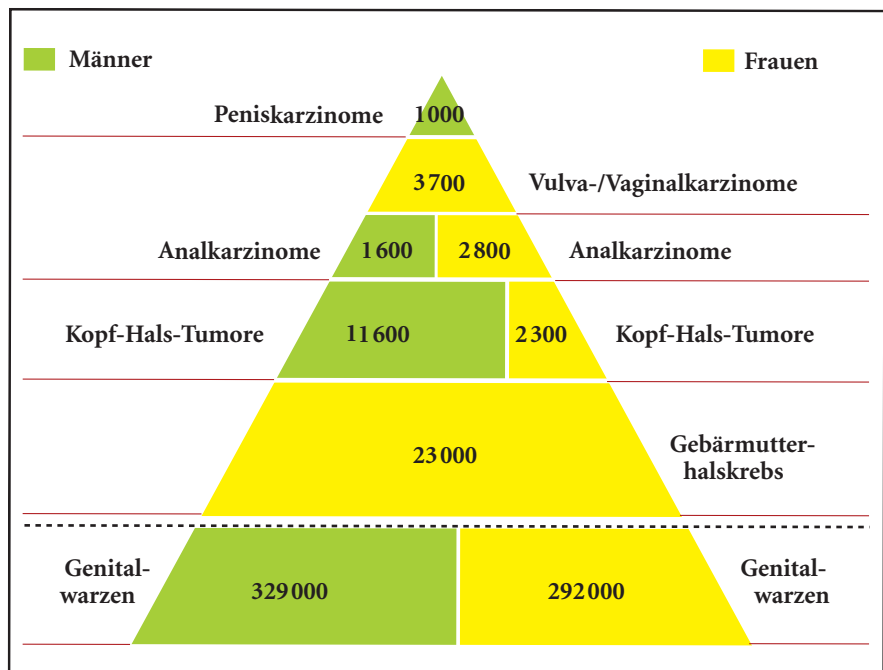 Männer
Frauen
Peniskarzinome
1000
3700
Vulva-/Vaginalkarzinome
Analkarzinome
1600
2800
Analkarzinome
Kopf-Hals-Tumore
11600
2300
Kopf-Hals-Tumore
23000
Gebärmutter-
halskrebs
Genital-
warzen
329000
292000
Genital-
warzen